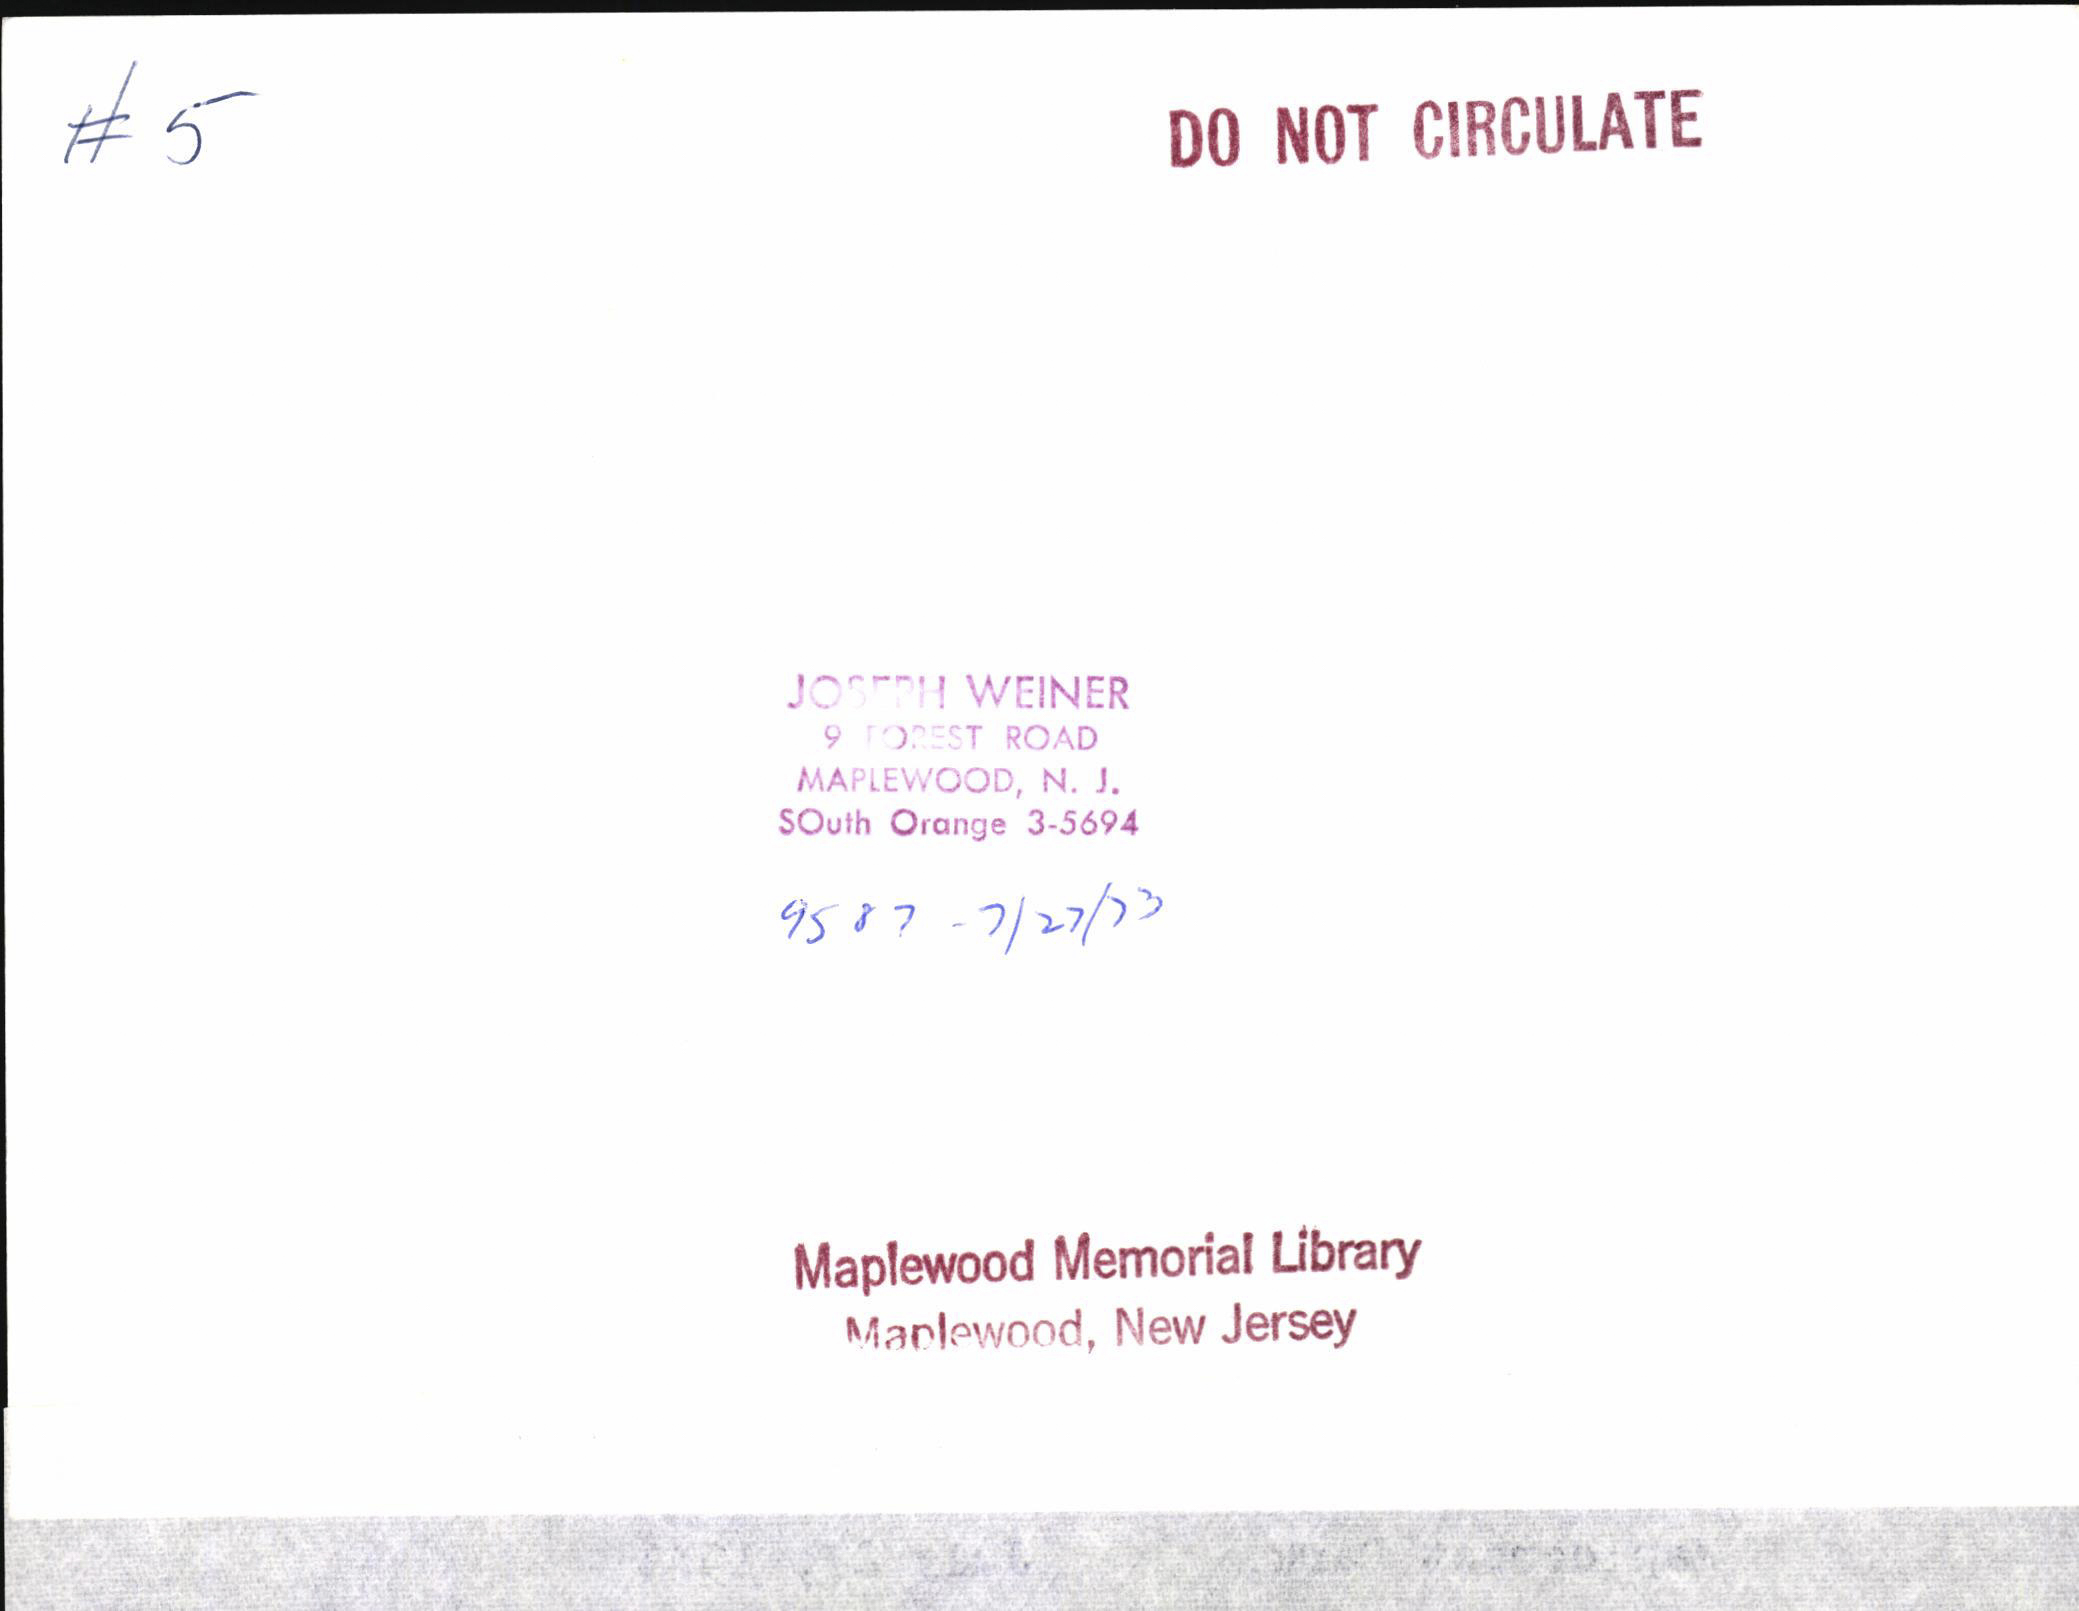 # 5
DO NOT CIRCULATE
JOSEPH WEINER
9 FOREST ROAD
MAPLEWOOD, N. J.
SOuth Orange 3-5694
9587 - 7/27/73
Maplewood Memorial Library
Maplewood, New Jersey